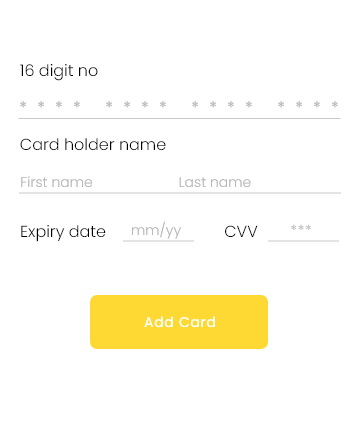 16 digit no
* * * * * * * * * * * * * * * *
Card holder name
First name Last name
Expiry date mm/yy CVV ***
Add Card